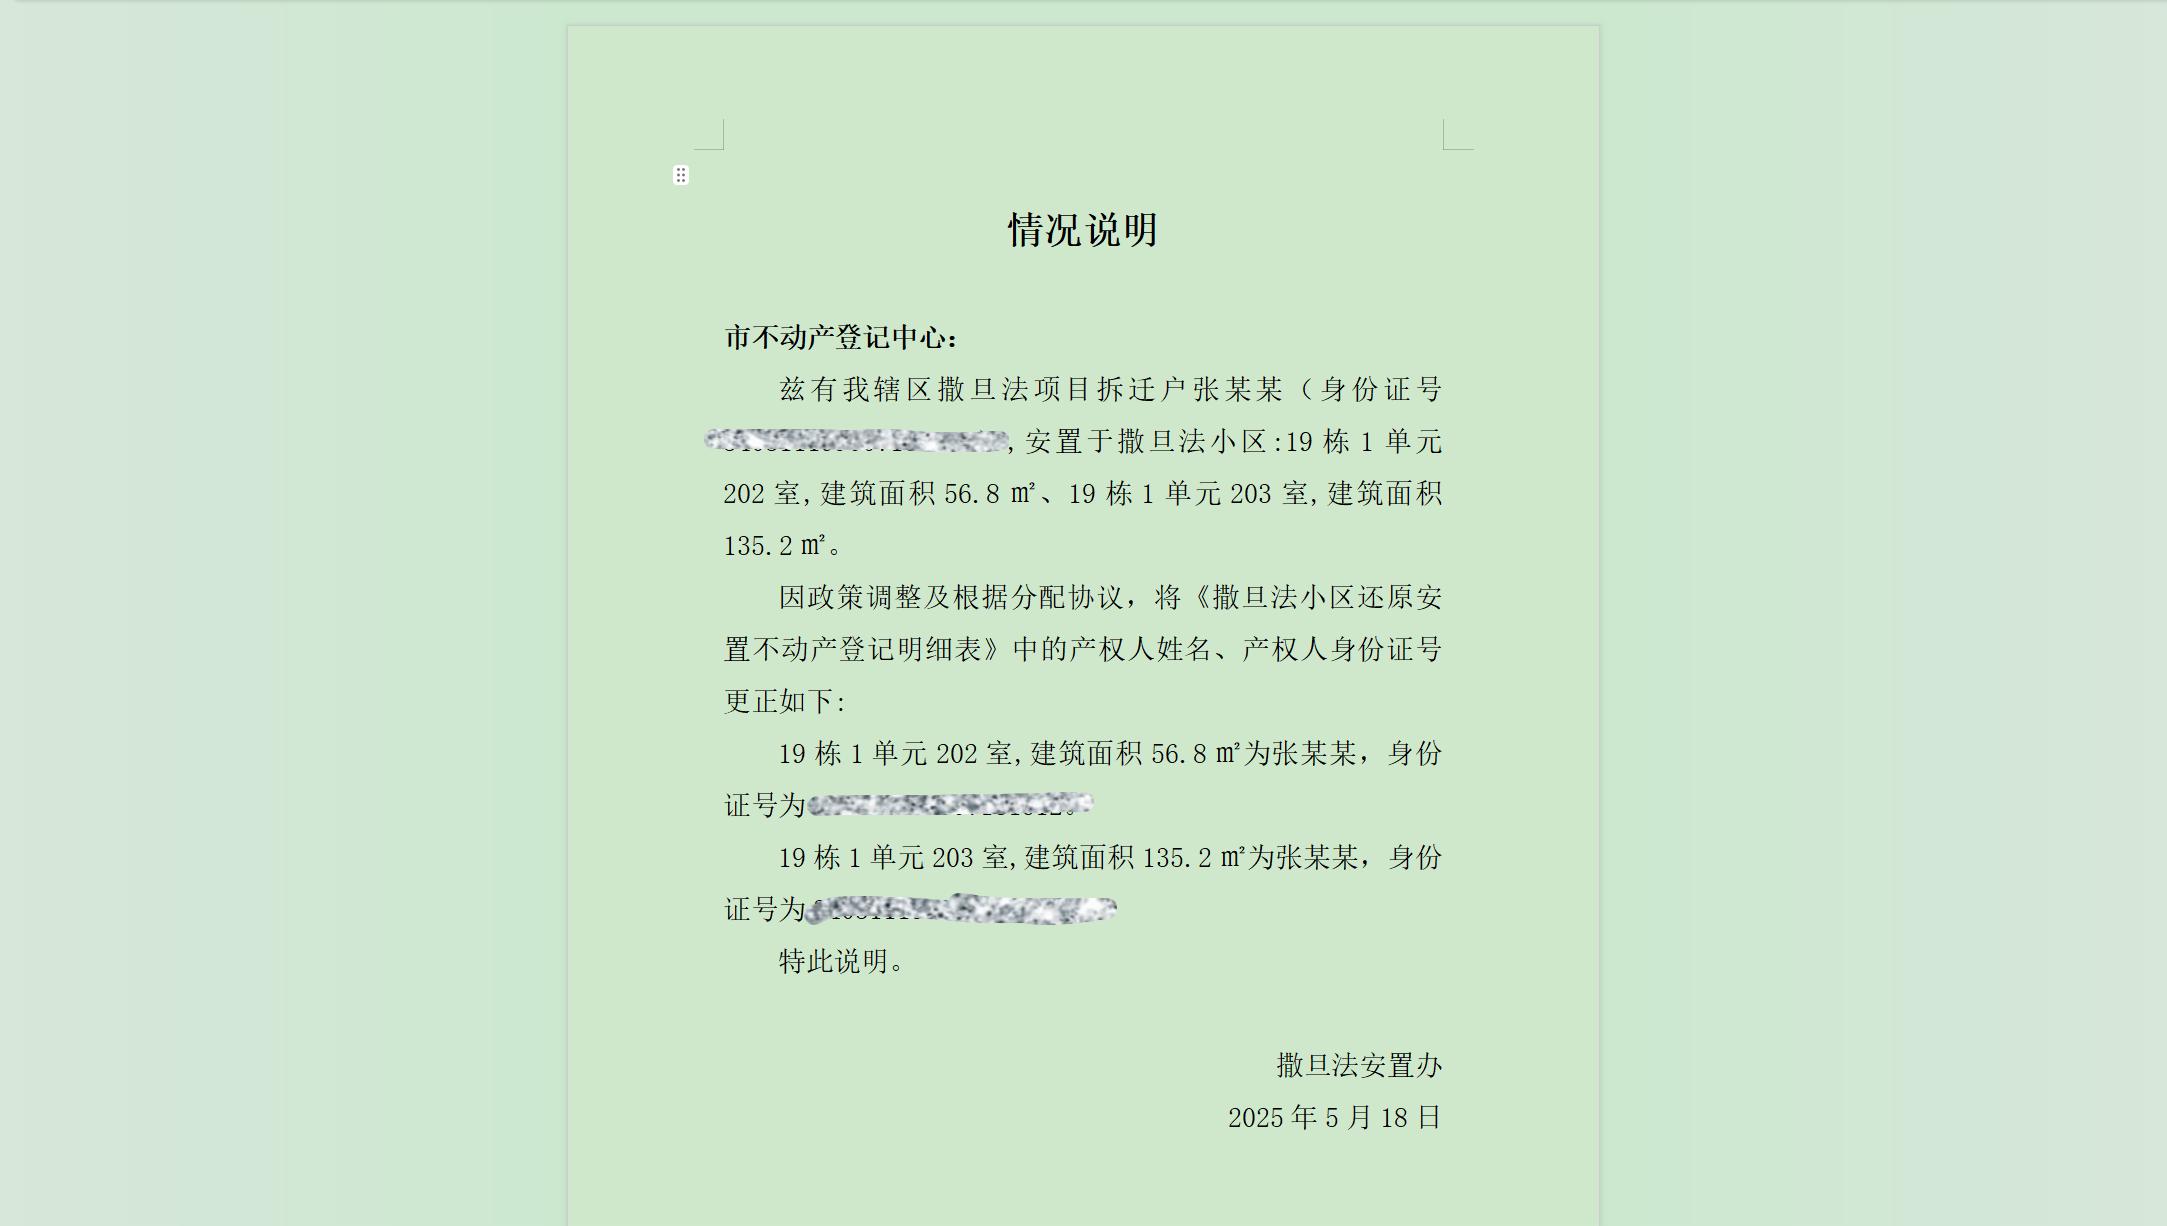 情况说明
市不动产登记中心：
兹有我辖区撒旦法项目拆迁户张某某（身份证号
,安置于撒旦法小区:19 栋 1 单元
202 室,建筑面积 56.8 ㎡、19 栋 1 单元 203 室,建筑面积
135.2 ㎡。
因政策调整及根据分配协议，将《撒旦法小区还原安
置不动产登记明细表》中的产权人姓名、产权人身份证号
更正如下:
19 栋 1 单元 202 室,建筑面积 56.8 ㎡为张某某，身份
证号为
19 栋 1 单元 203 室,建筑面积 135.2 ㎡为张某某，身份
证号为
特此说明。
撒旦法安置办
2025 年 5 月 18 日